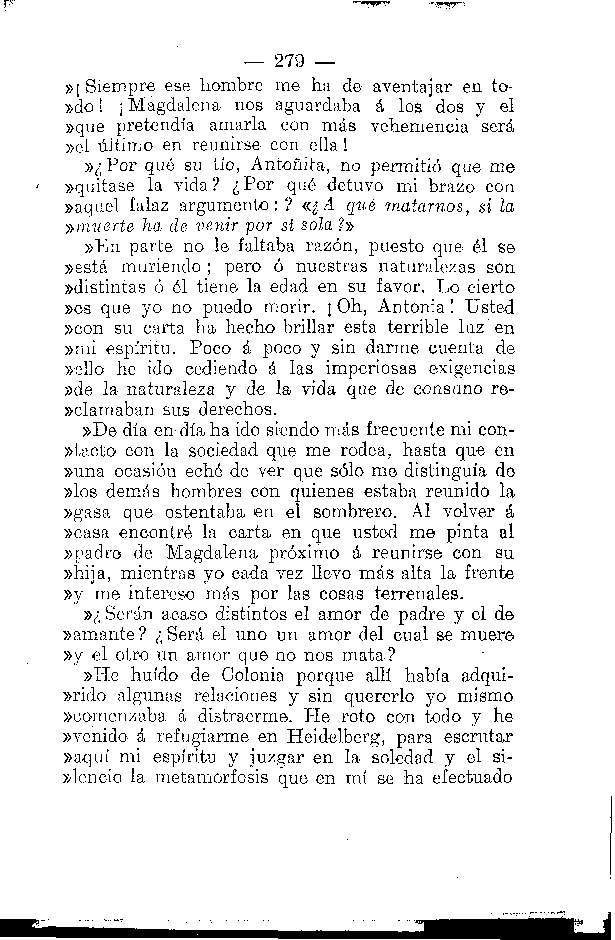 — 279 —
»¡Siempre ese hombre me ha de aventajar en to-
»do! ¡Magdalena nos aguardaba á los dos y el
»que pretendía amarla con más vehemencia será
»el último en reunirse con ella!
»¿Por qué su tío, Antoñita, no permitió que me
»quitase la vida? ¿Por qué detuvo mi brazo con
»aquel falaz argumento: ? «¿A qué matarnos, si la
»muerte ha de venir por si sola?»
»En parte no le faltaba razón, puesto que él se
»está muriendo; pero ó nuestras naturalezas son
»distintas ó él tiene la edad en su favor. Lo cierto
»es que yo no puedo morir. ¡Oh, Antonia! Usted
»con su carta ha hecho brillar esta terrible luz en
»mi espíritu. Poco á poco y sin darme cuenta de
»ello he ido cediendo á las imperiosas exigencias
»de la naturaleza y de la vida que de consuno re-
»clamaban sus derechos.
»De día en día ha ido siendo más frecuente mi con-
»tacto con la sociedad que me rodea, hasta que en
»una ocasión eché de ver que sólo me distinguía de
»los demás hombres con quienes estaba reunido la
»gasa que ostentaba en el sombrero. Al volver á
»casa encontré la carta en que usted me pinta al
»padre de Magdalena próximo á reunirse con su
»hija, mientras yo cada vez llevo más alta la frente
»y me intereso más por las cosas terrenales.
»¿Serán acaso distintos el amor de padre y el de
»amante? ¿Será el uno un amor del cual se muere
»y el otro un amor que no nos mata?
»He huído de Colonia porque allí había adqui-
»rido algunas relaciones y sin quererlo yo mismo
»comenzaba á distraerme. He roto con todo y he
»venido á refugiarme en Heidelberg, para escrutar
»aquí mi espíritu y juzgar en la soledad y el si-
»lencio la metamorfosis que en mí se ha efectuado